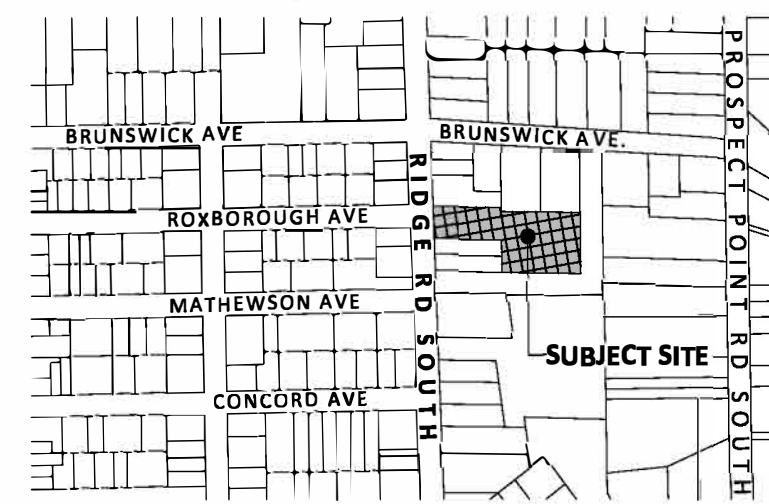 BRUNSWICK AVE
BRUNSWICK AVE.
ROXBOROUGH AVE
MATHEWSON AVE
CONCORD AVE
RIDGE RD SOUTH
SUBJECT SITE
PROSPECT POINT RD SOUTH